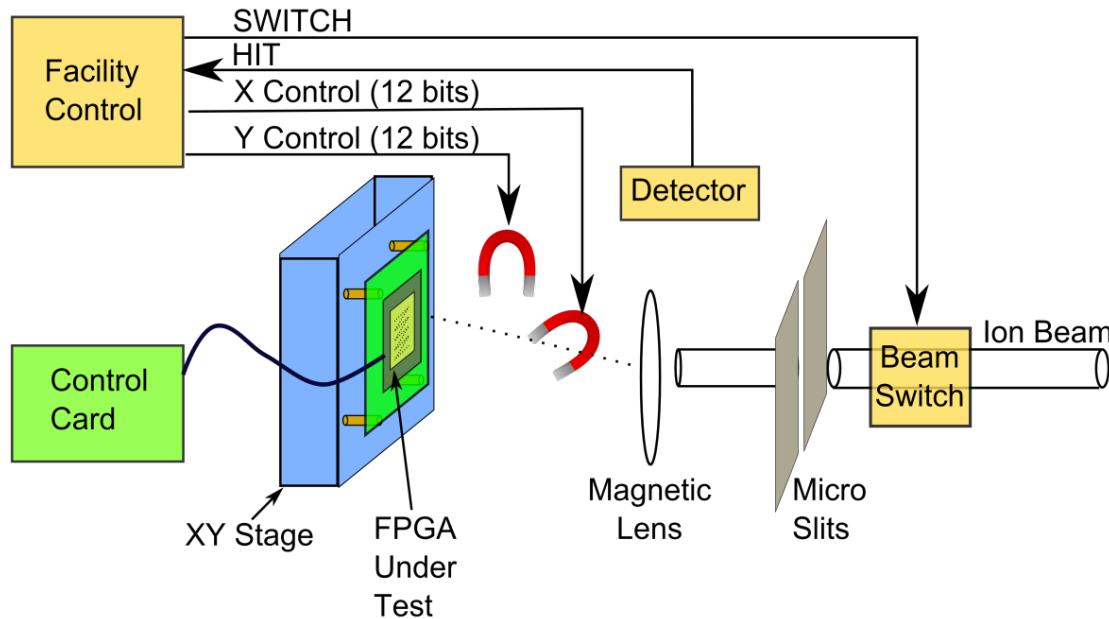 SWITCH
HIT
X Control (12 bits)
Y Control (12 bits)
Facility
Control
Detector
Ion Beam
Beam
Switch
Control
Card
Magnetic
Lens
Micro
Slits
XY Stage
FPGA
Under
Test